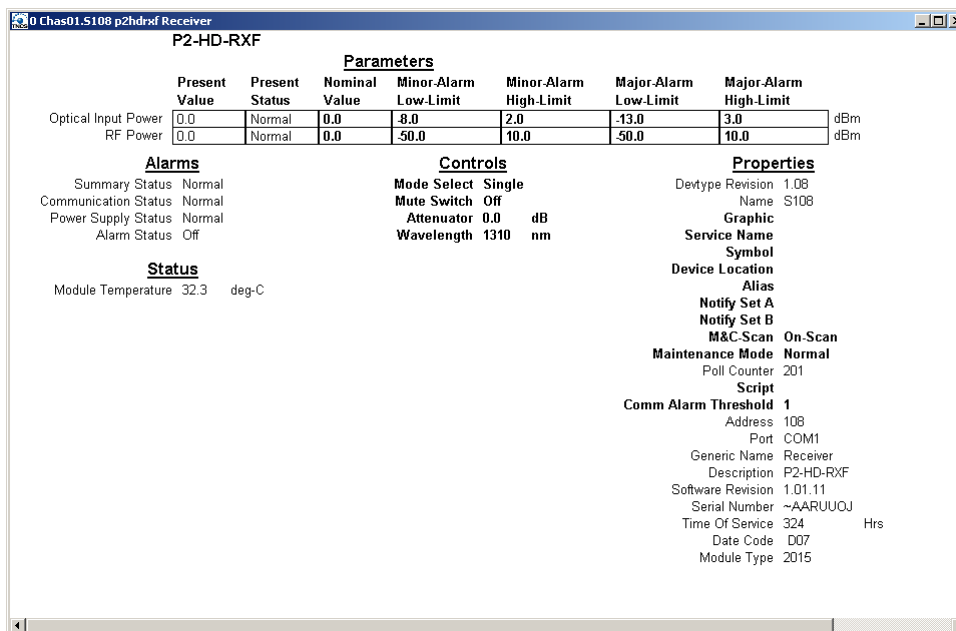 0 Chas01.S108 p2hdrxf Receiver
P2-HD-RXF
Parameters
Present Present Nominal Minor-Alarm Minor-Alarm Major-Alarm Major-Alarm
Value Status Value Low-Limit High-Limit Low-Limit High-Limit
Optical Input Power 0.0 Normal 0.0 -8.0 2.0 -13.0 3.0 dBm
RF Power 0.0 Normal 0.0 -50.0 10.0 -50.0 10.0 dBm
Alarms
Summary Status Normal
Communication Status Normal
Power Supply Status Normal
Alarm Status Off
Status
Module Temperature 32.3 deg-C
Controls
Mode Select Single
Mute Switch Off
Attenuator 0.0 dB
Wavelength 1310 nm
Properties
Devtype Revision 1.08
Name S108
Graphic
Service Name
Symbol
Device Location
Alias
Notify Set A
Notify Set B
M&C-Scan On-Scan
Maintenance Mode Normal
Poll Counter 201
Script
Comm Alarm Threshold 1
Address 108
Port COM1
Generic Name Receiver
Description P2-HD-RXF
Software Revision 1.01.11
Serial Number ~AARUUOJ
Time Of Service 324 Hrs
Date Code D07
Module Type 2015